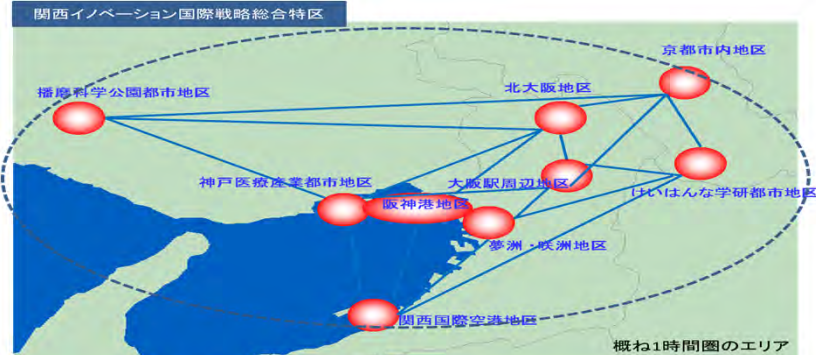 関西イノベーション国際戦略総合特区
京都市内地区
播磨科学公園都市地区
北大阪地区
神戸医療産業都市地区
大阪駅周辺地区
けいはんな学研都市地区
阪神港地区
夢洲・咲洲地区
関西国際空港地区
概ね1時間圏のエリア